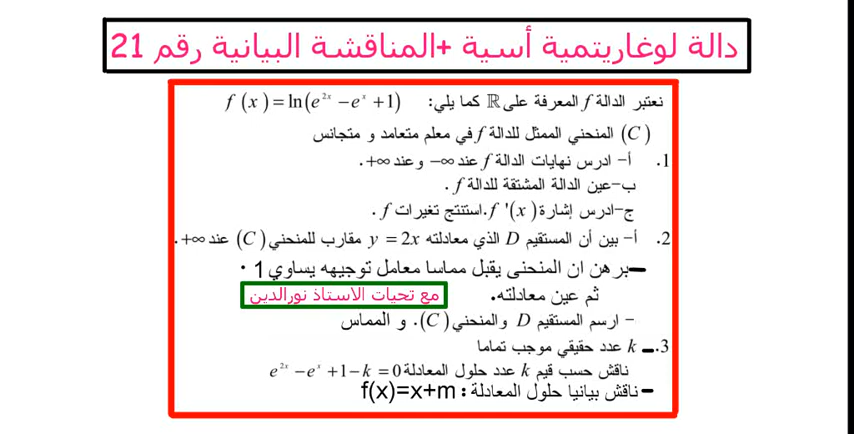 دالة لوغاريتمية أسية +المناقشة البيانية رقم 21
نعتبر الدالة f المعرفة على ℝ كما يلي: f (x) = ln(e^{2x} − e^x + 1)
(C) المنحني الممثل للدالة f في معلم متعامد و متجانس
1. أ- ادرس نهايات الدالة f عند −∞ وعند +∞.
ب-عين الدالة المشتقة للدالة f .
ج-ادرس إشارة f '(x).استنتج تغيرات f .
2. أ- بين أن المستقيم D الذي معادلته y = 2x مقارب للمنحني (C) عند +∞.
–برهن ان المنحنى يقبل مماسا معامل توجيهه يساوي 1 .
ثم عين معادلته.
مع تحيات الاستاذ نورالدين
- ارسم المستقيم D والمنحني (C). و المماس
3.– k عدد حقيقي موجب تماما
ناقش حسب قيم k عدد حلول المعادلة e^{2x} − e^x + 1 − k = 0
–ناقش بيانيا حلول المعادلة : f(x)=x+m